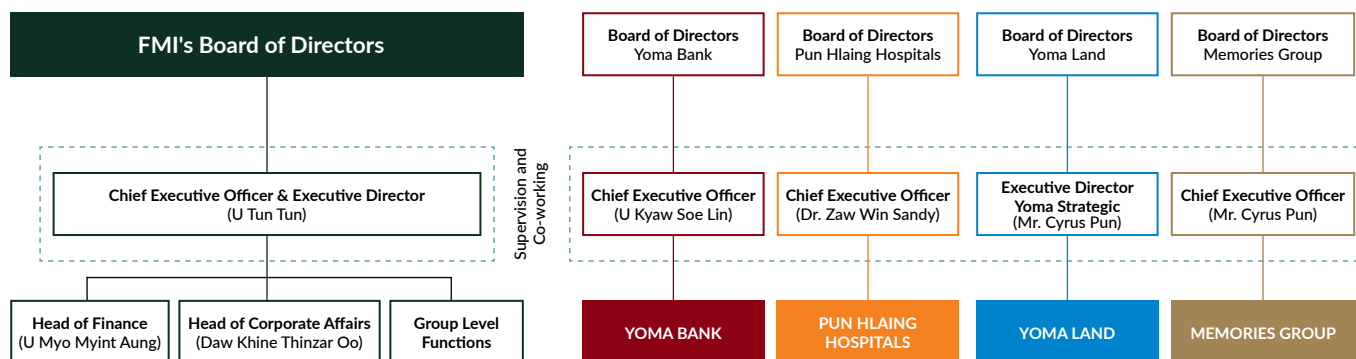 FMI's Board of Directors
Board of Directors
Yoma Bank
Board of Directors
Pun Hlaing Hospitals
Board of Directors
Yoma Land
Board of Directors
Memories Group
Chief Executive Officer & Executive Director
(U Tun Tun)
Supervision and
Co-working
Chief Executive Officer
(U Kyaw Soe Lin)
Chief Executive Officer
(Dr. Zaw Win Sandy)
Executive Director
Yoma Strategic
(Mr. Cyrus Pun)
Chief Executive Officer
(Mr. Cyrus Pun)
Head of Finance
(U Myo Myint Aung)
Head of Corporate Affairs
(Daw Khine Thinzar Oo)
Group Level
Functions
YOMA BANK
PUN HLAING
HOSPITALS
YOMA LAND
MEMORIES GROUP